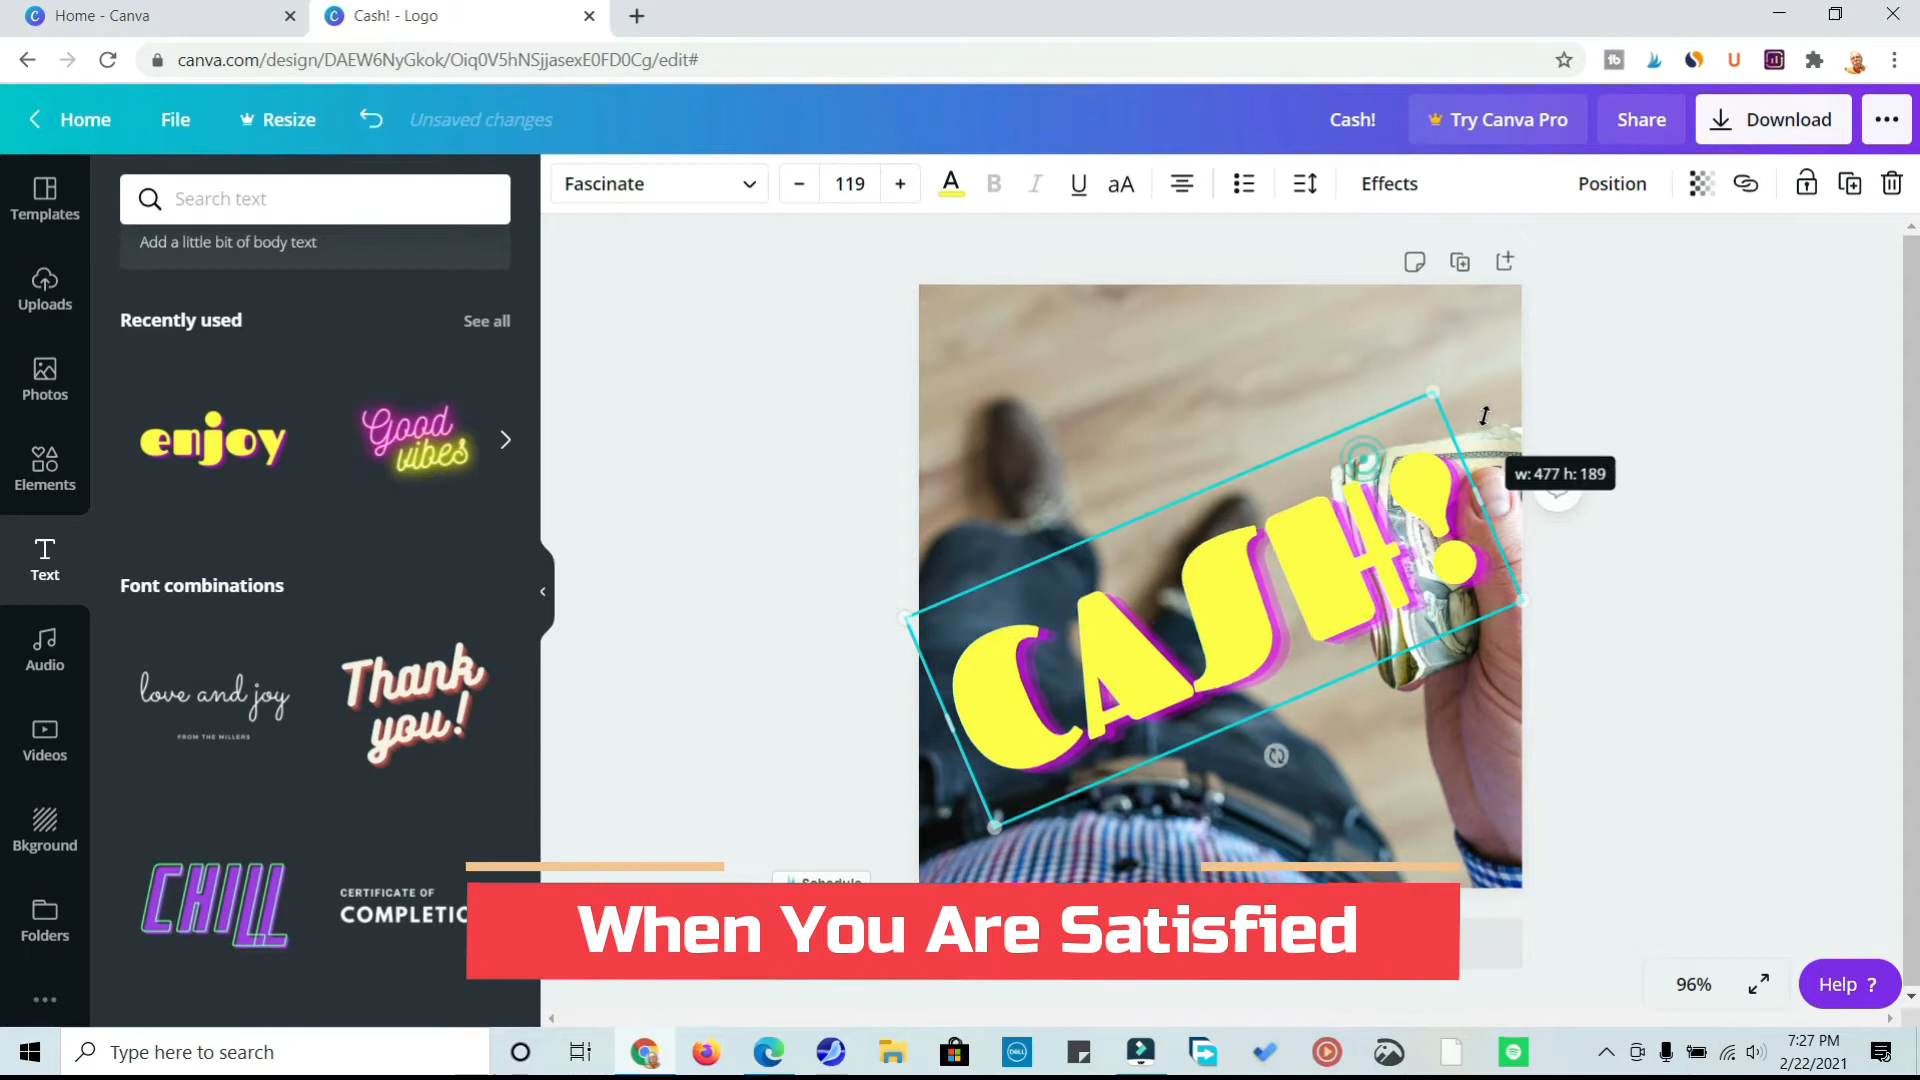 Home - Canva
Cash! - Logo
canva.com/design/DAEW6NyGkok/Oiq0V5hNSjjasexE0FD0Cg/edit#
Home
File
Resize
Unsaved changes
Cash!
Try Canva Pro
Share
Download
Templates
Uploads
Photos
Elements
Text
Audio
Videos
Bkground
Folders
Search text
Add a little bit of body text
Recently used
See all
enjoy
Good
vibes
Font combinations
love and joy
FROM THE MILLERS
Thank
you!
CHILL
CERTIFICATE OF
COMPLETIO
Fascinate
119
A
B
I
U
aA
Effects
Position
CASH!
w: 477 h: 189
Schedule
When You Are Satisfied
96%
Help ?
Type here to search
DELL
7:27 PM
2/22/2021